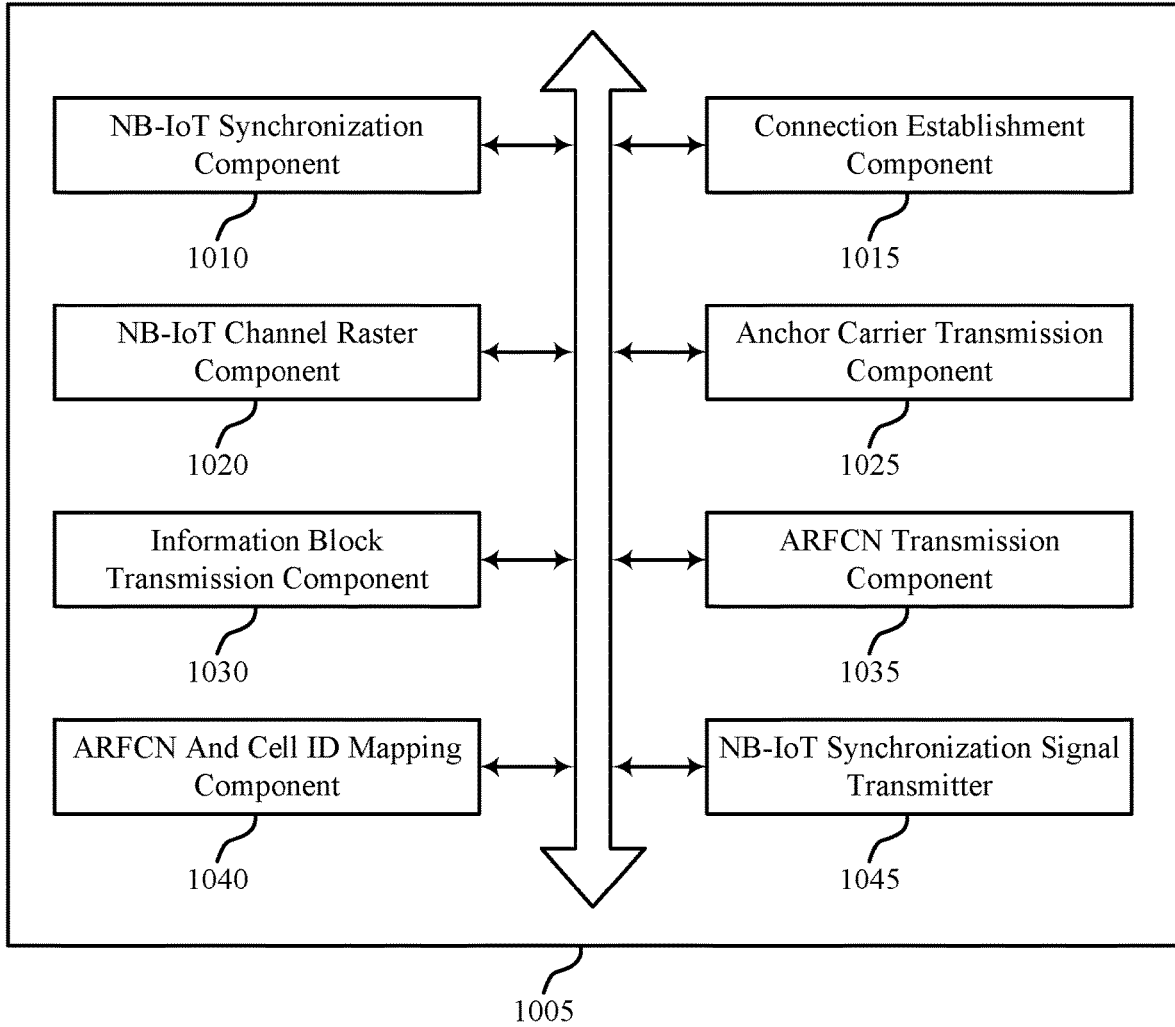 NB-IoT Synchronization
Component
1010
Connection Establishment
Component
1015
NB-IoT Channel Raster
Component
1020
Anchor Carrier Transmission
Component
1025
Information Block
Transmission Component
1030
ARFCN Transmission
Component
1035
ARFCN And Cell ID Mapping
Component
1040
NB-IoT Synchronization Signal
Transmitter
1045
1005